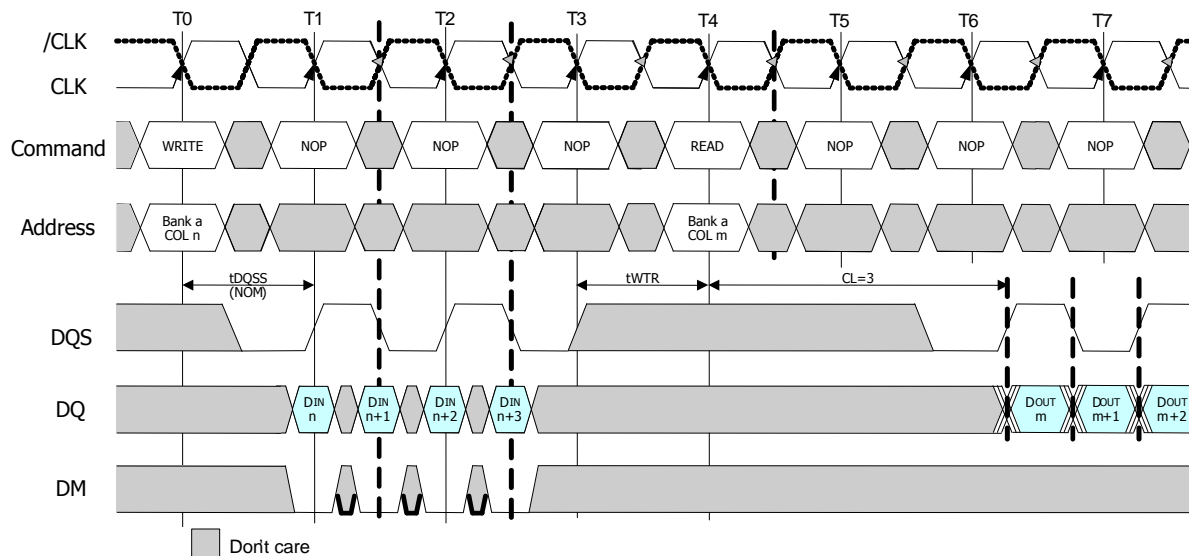 T0 T1 T2 T3 T4 T5 T6 T7
/CLK
CLK
Command WRITE NOP NOP NOP READ NOP NOP NOP
Address Bank a COL n Bank a COL m
tDQSS (NOM) tWTR CL=3
DQS
DQ DIN n DIN n+1 DIN n+2 DIN n+3 DOUT m DOUT m+1 DOUT m+2
DM
Don't care